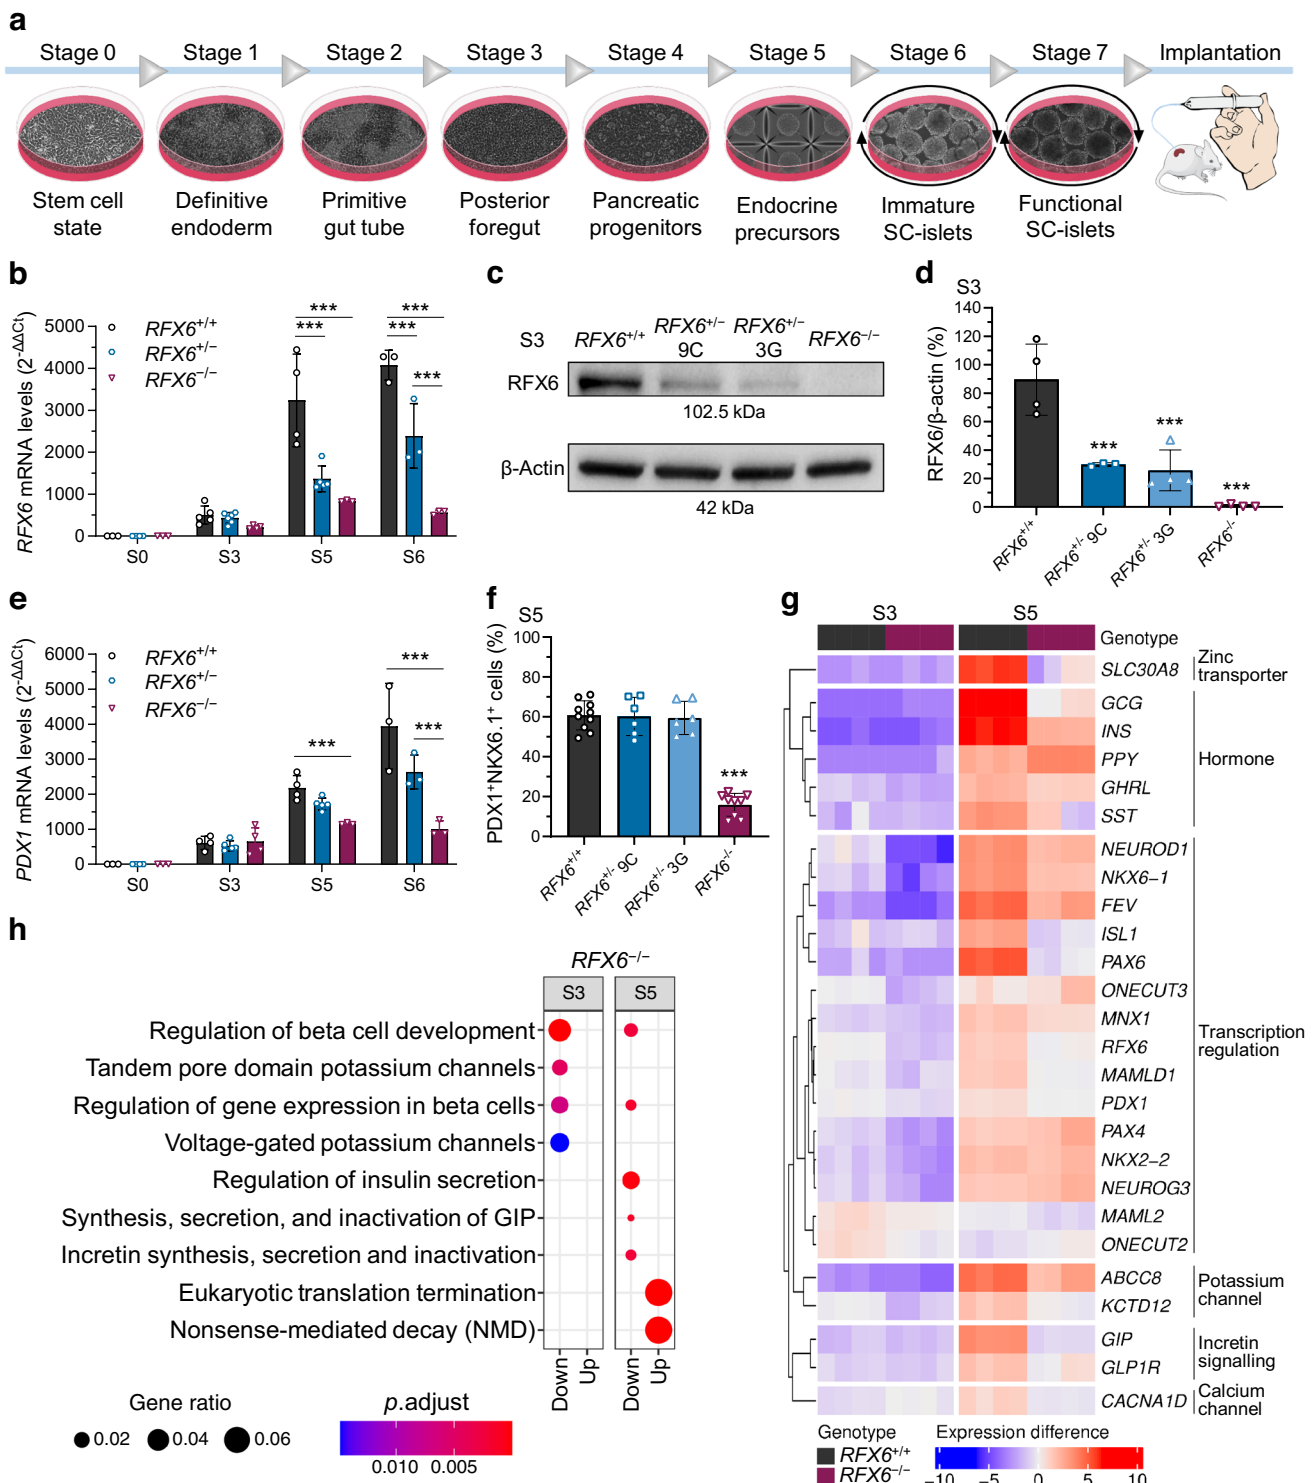 a
Stage 0
Stage 1
Stage 2
Stage 3
Stage 4
Stage 5
Stage 6
Stage 7
Implantation
Stem cell
state
Definitive
endoderm
Primitive
gut tube
Posterior
foregut
Pancreatic
progenitors
Endocrine
precursors
Immature
SC-islets
Functional
SC-islets
b
RFX6 mRNA levels (2-ΔΔCt)
5000
4000
3000
2000
1000
0
RFX6+/+
RFX6+/−
RFX6−/−
***
***
***
***
***
S0
S3
S5
S6
c
S3
RFX6+/+
RFX6+/−
9C
RFX6+/−
3G
RFX6−/−
RFX6
102.5 kDa
β-Actin
42 kDa
d
S3
RFX6/β-actin (%)
140
120
100
80
60
40
20
0
***
***
***
RFX6+/+
RFX6+/- 9C
RFX6+/- 3G
RFX6-/-
e
PDX1 mRNA levels (2-ΔΔCt)
6000
5000
4000
3000
2000
1000
0
RFX6+/+
RFX6+/−
RFX6−/−
***
***
***
S0
S3
S5
S6
f
S5
PDX1+NKX6.1+ cells (%)
100
80
60
40
20
0
***
RFX6+/+
RFX6+/- 9C
RFX6+/- 3G
RFX6-/-
g
S3
S5
Genotype
SLC30A8
Zinc
transporter
GCG
INS
PPY
GHRL
SST
Hormone
NEUROD1
NKX6−1
FEV
ISL1
PAX6
ONECUT3
MNX1
RFX6
MAMLD1
PDX1
PAX4
NKX2−2
NEUROG3
MAML2
ONECUT2
Transcription
regulation
ABCC8
KCTD12
Potassium
channel
GIP
GLP1R
Incretin
signalling
CACNA1D
Calcium
channel
Genotype
RFX6+/+
RFX6−/−
Expression difference
−10
−5
0
5
10
h
RFX6−/−
S3
S5
Regulation of beta cell development
Tandem pore domain potassium channels
Regulation of gene expression in beta cells
Voltage-gated potassium channels
Regulation of insulin secretion
Synthesis, secretion, and inactivation of GIP
Incretin synthesis, secretion and inactivation
Eukaryotic translation termination
Nonsense-mediated decay (NMD)
Down
Up
Down
Up
Gene ratio
0.02
0.04
0.06
p.adjust
0.010
0.005